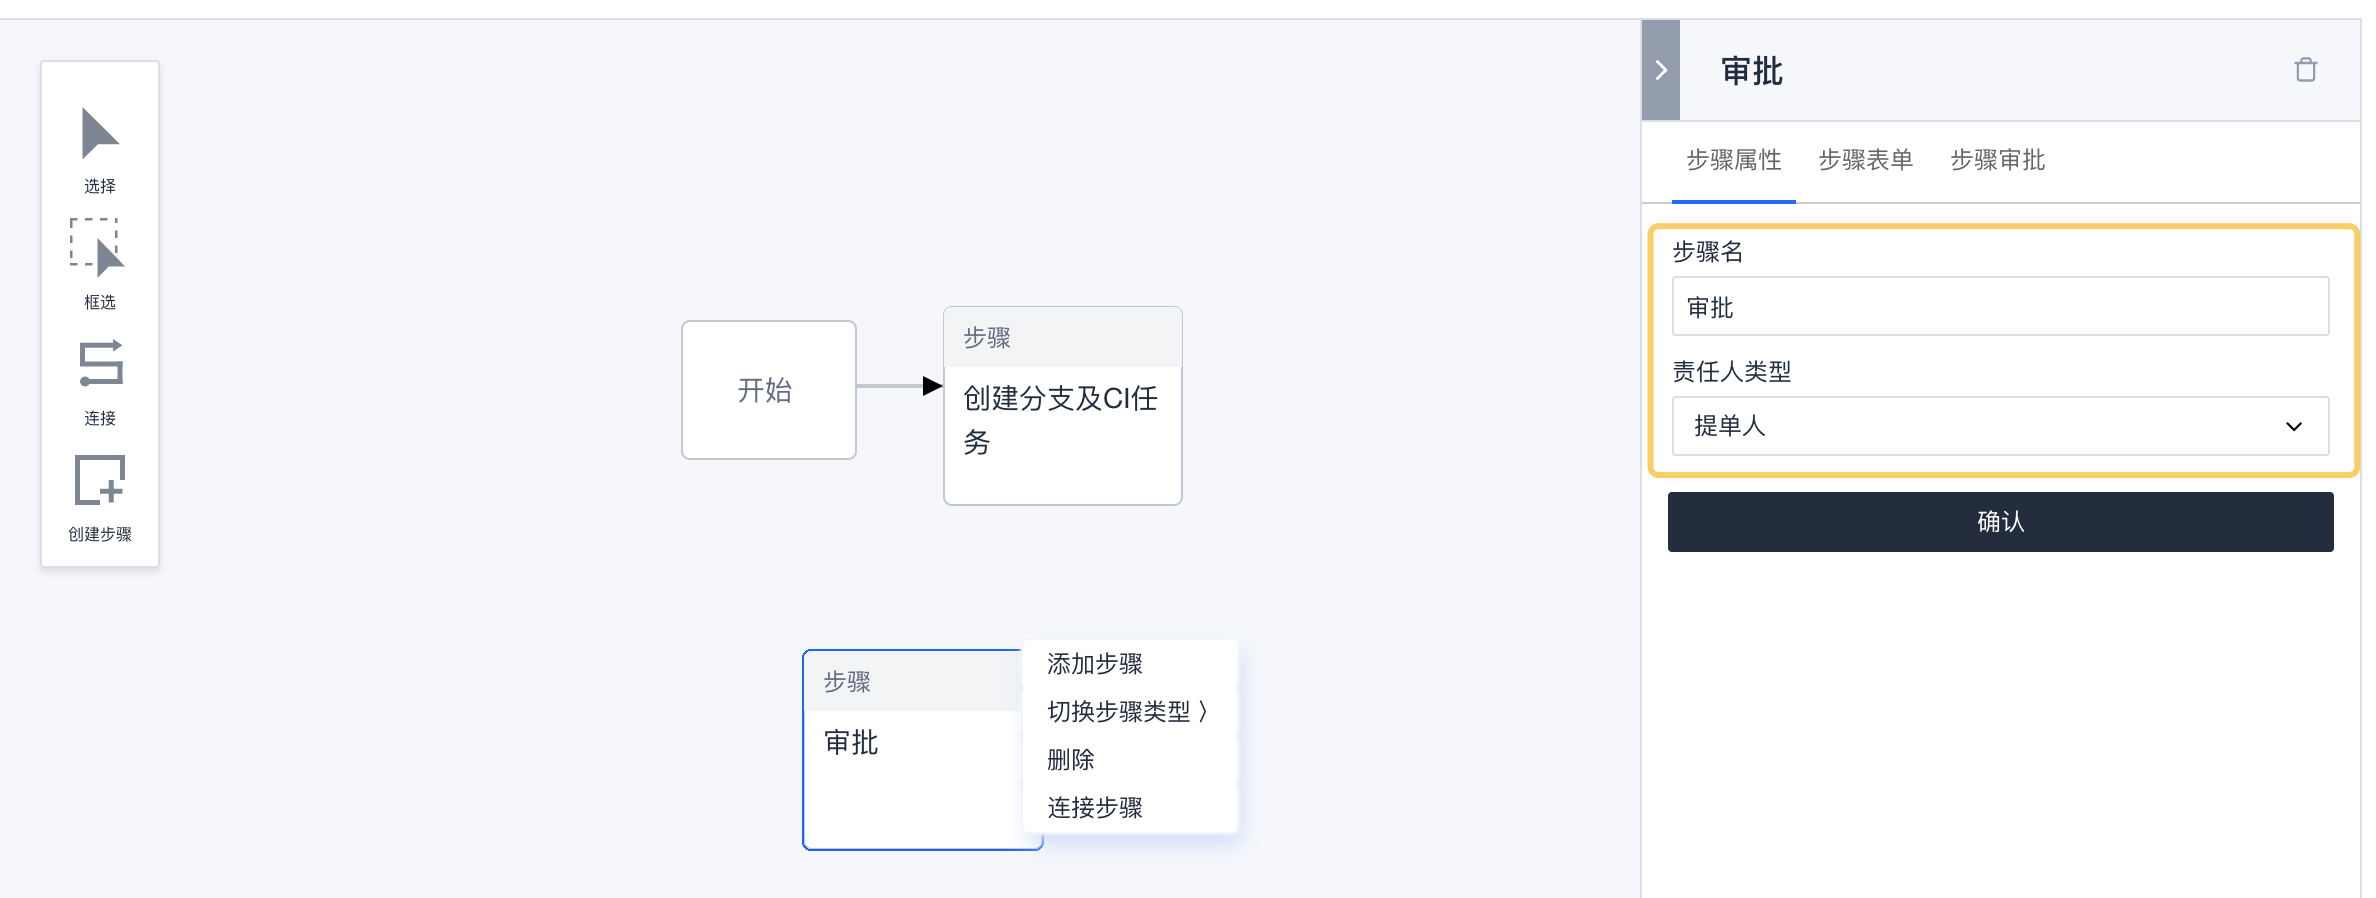 选择
框选
连接
创建步骤
开始
步骤
创建分支及CI任
务
步骤
审批
添加步骤
切换步骤类型 〉
删除
连接步骤
审批
步骤属性 步骤表单 步骤审批
步骤名
审批
责任人类型
提单人
确认